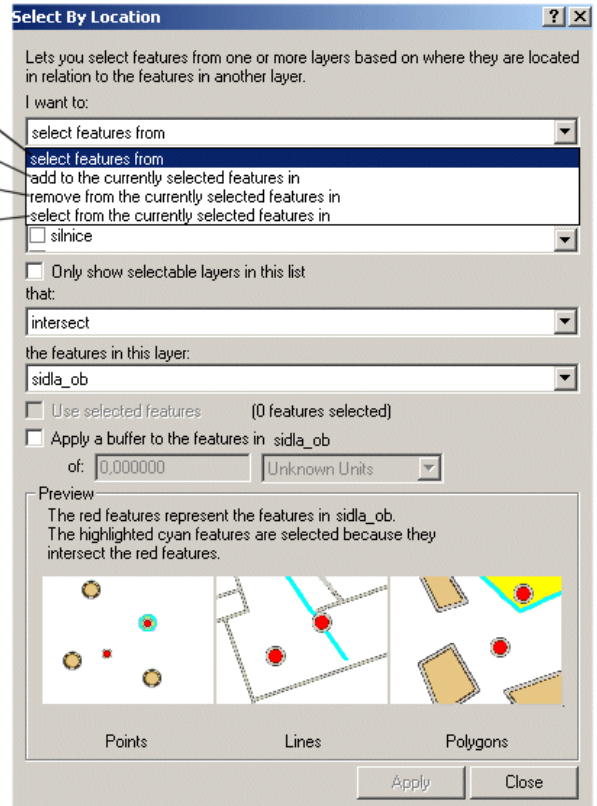 Select By Location
Lets you select features from one or more layers based on where they are located
in relation to the features in another layer.
I want to:
select features from
select features from
add to the currently selected features in
remove from the currently selected features in
select from the currently selected features in
silnice
Only show selectable layers in this list
that:
intersect
the features in this layer:
sidla_ob
Use selected features (0 features selected)
Apply a buffer to the features in sidla_ob
of: 0,000000 Unknown Units
Preview
The red features represent the features in sidla_ob.
The highlighted cyan features are selected because they
intersect the red features.
Points Lines Polygons
Apply Close